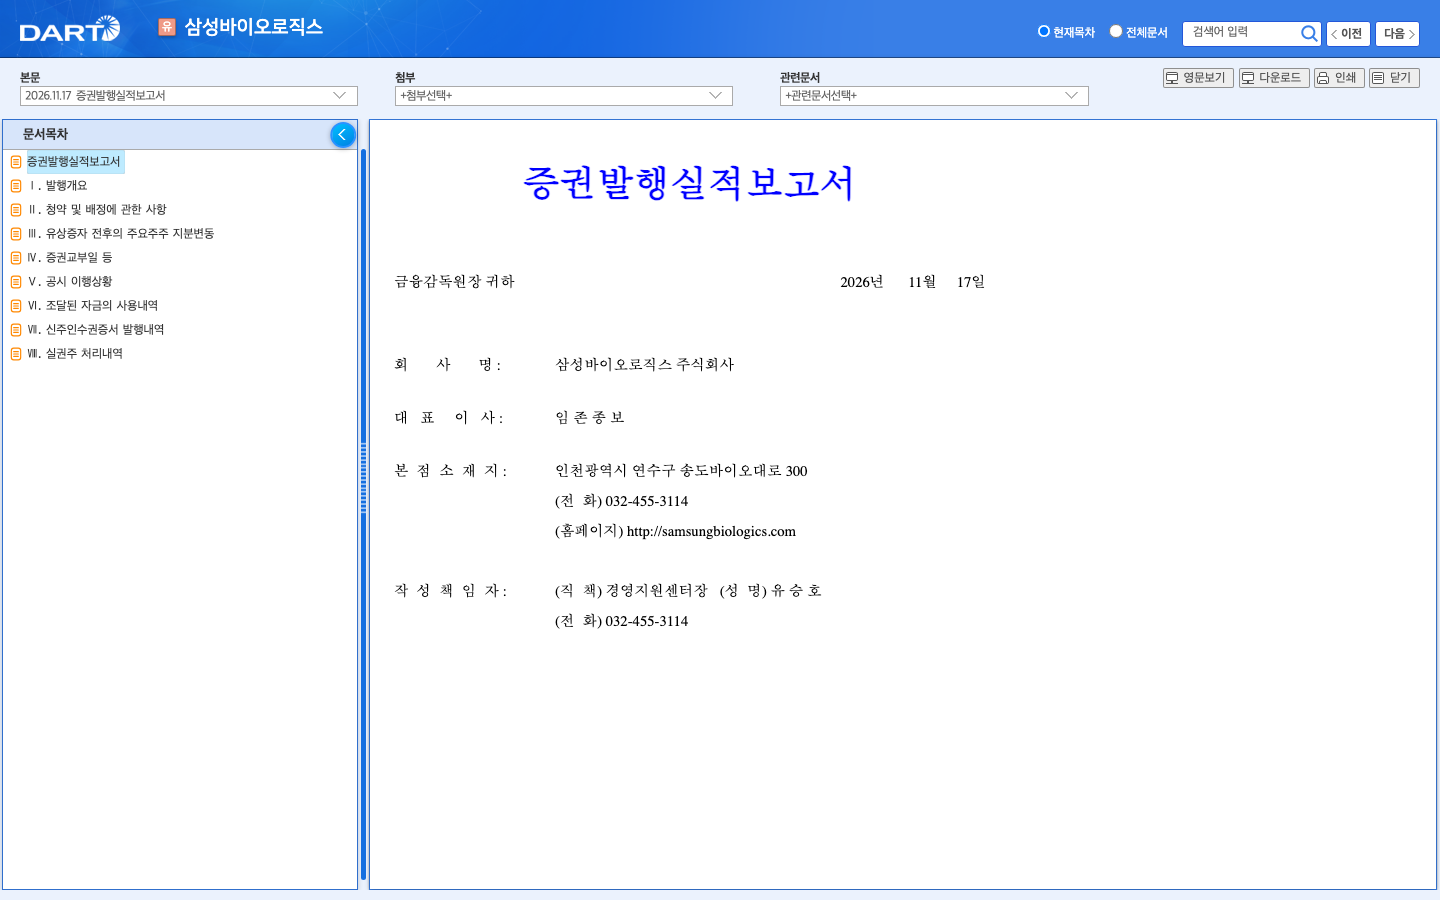 DART
유 삼성바이오로직스
현재목차 전체문서 검색어 입력 이전 다음
본문
2026.11.17 증권발행실적보고서
첨부
+첨부선택+
관련문서
+관련문서선택+
영문보기 다운로드 인쇄 닫기
문서목차
증권발행실적보고서
Ⅰ. 발행개요
Ⅱ. 청약 및 배정에 관한 사항
Ⅲ. 유상증자 전후의 주요주주 지분변동
Ⅳ. 증권교부일 등
Ⅴ. 공시 이행상황
Ⅵ. 조달된 자금의 사용내역
Ⅶ. 신주인수권증서 발행내역
Ⅷ. 실권주 처리내역
증권발행실적보고서
금융감독원장 귀하 2026년 11월 17일
회 사 명 : 삼성바이오로직스 주식회사
대 표 이 사 : 임 존 종 보
본 점 소 재 지 : 인천광역시 연수구 송도바이오대로 300
(전 화) 032-455-3114
(홈페이지) http://samsungbiologics.com
작 성 책 임 자 : (직 책) 경영지원센터장 (성 명) 유 승 호
(전 화) 032-455-3114